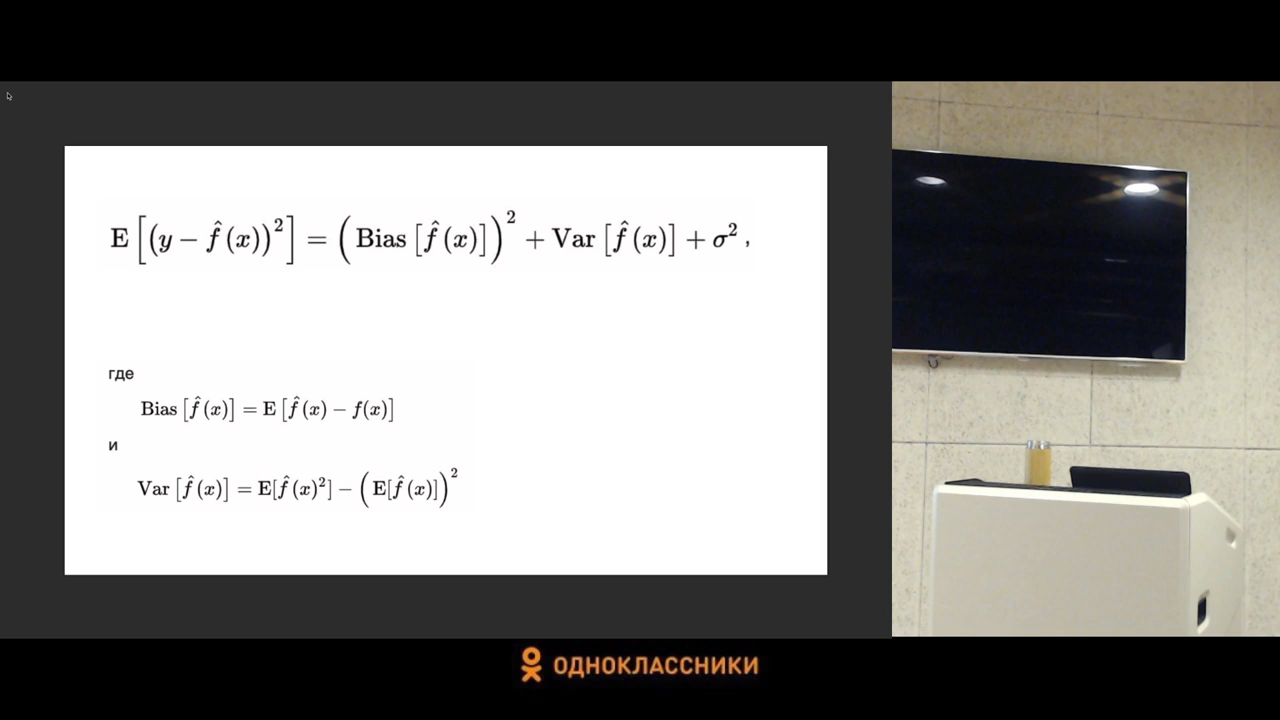 E[(y − f̂(x))²] = (Bias[f̂(x)])² + Var[f̂(x)] + σ²,
где
Bias[f̂(x)] = E[f̂(x) − f(x)]
и
Var[f̂(x)] = E[f̂(x)²] − (E[f̂(x)])²
ОДНОКЛАССНИКИ